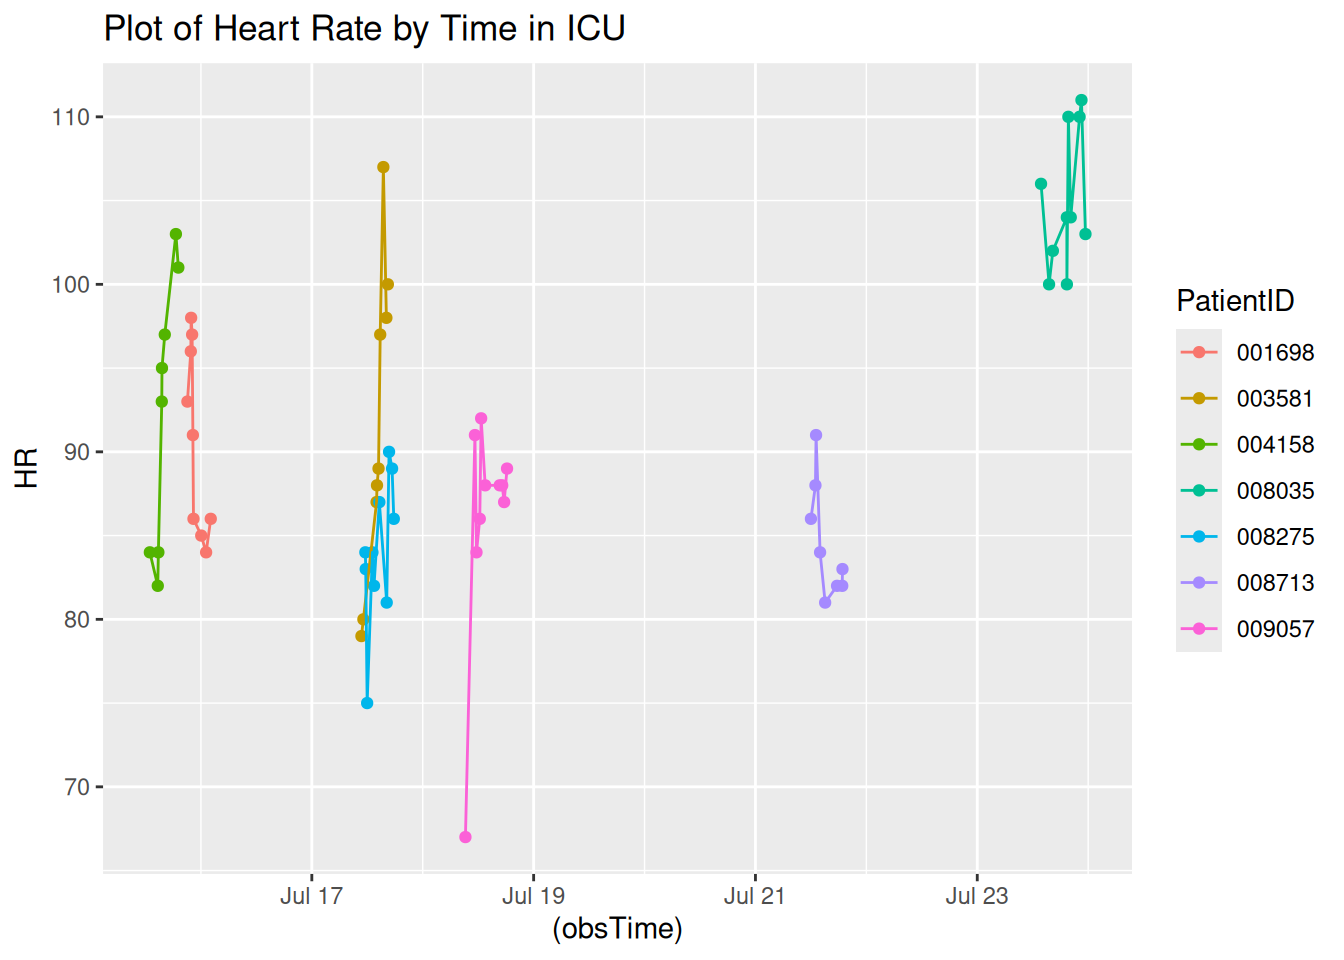 Plot of Heart Rate by Time in ICU
HR
110
100
90
80
70
Jul 17
Jul 19
Jul 21
Jul 23
(obsTime)
PatientID
001698
003581
004158
008035
008275
008713
009057